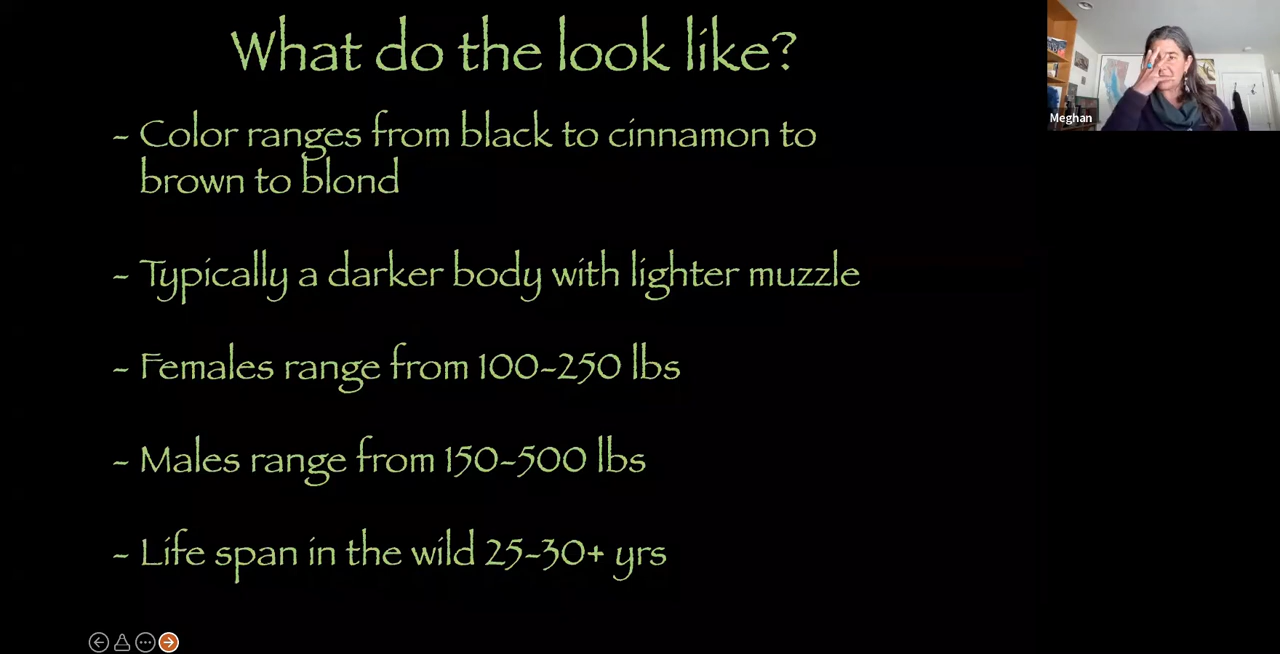 What do the look like?
- Color ranges from black to cinnamon to
brown to blond
- Typically a darker body with lighter muzzle
- Females range from 100-250 lbs
- Males range from 150-500 lbs
- Life span in the wild 25-30+ yrs
Meghan